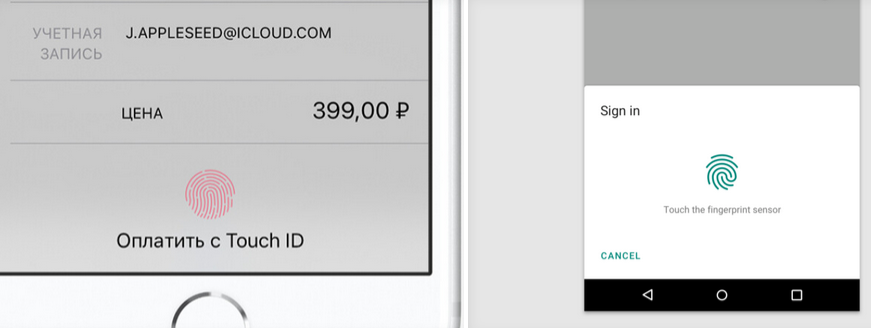 УЧЕТНАЯ
ЗАПИСЬ
J.APPLESEED@ICLOUD.COM
ЦЕНА
399,00 ₽
Оплатить с Touch ID
Sign in
Touch the fingerprint sensor
CANCEL